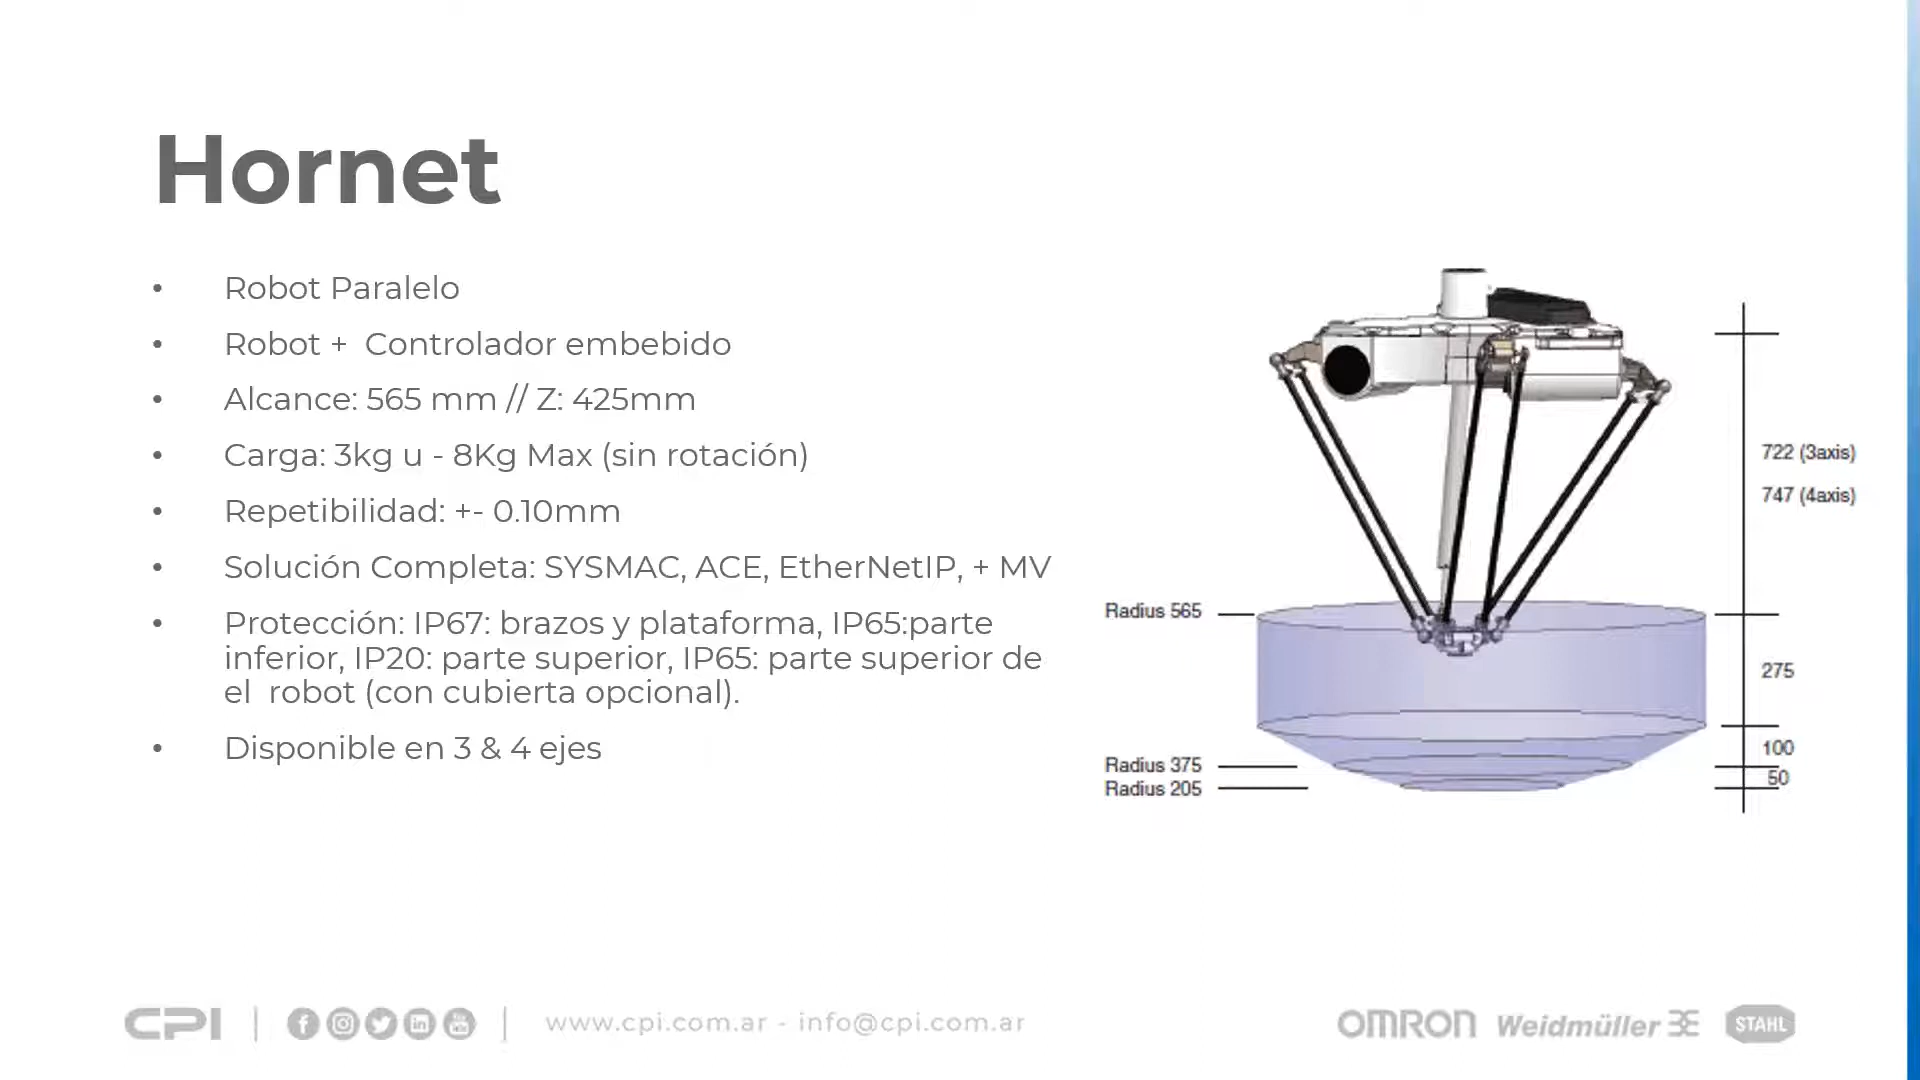 Hornet
• Robot Paralelo
• Robot +  Controlador embebido
• Alcance: 565 mm // Z: 425mm
• Carga: 3kg u - 8Kg Max (sin rotación)
• Repetibilidad: +- 0.10mm
• Solución Completa: SYSMAC, ACE, EtherNetIP, + MV
• Protección: IP67: brazos y plataforma, IP65:parte
inferior, IP20: parte superior, IP65: parte superior de
el  robot (con cubierta opcional).
• Disponible en 3 & 4 ejes
722 (3axis)
747 (4axis)
Radius 565
275
100
Radius 375
50
Radius 205
CPI | | www.cpi.com.ar - info@cpi.com.ar
OMRON Weidmüller STAHL